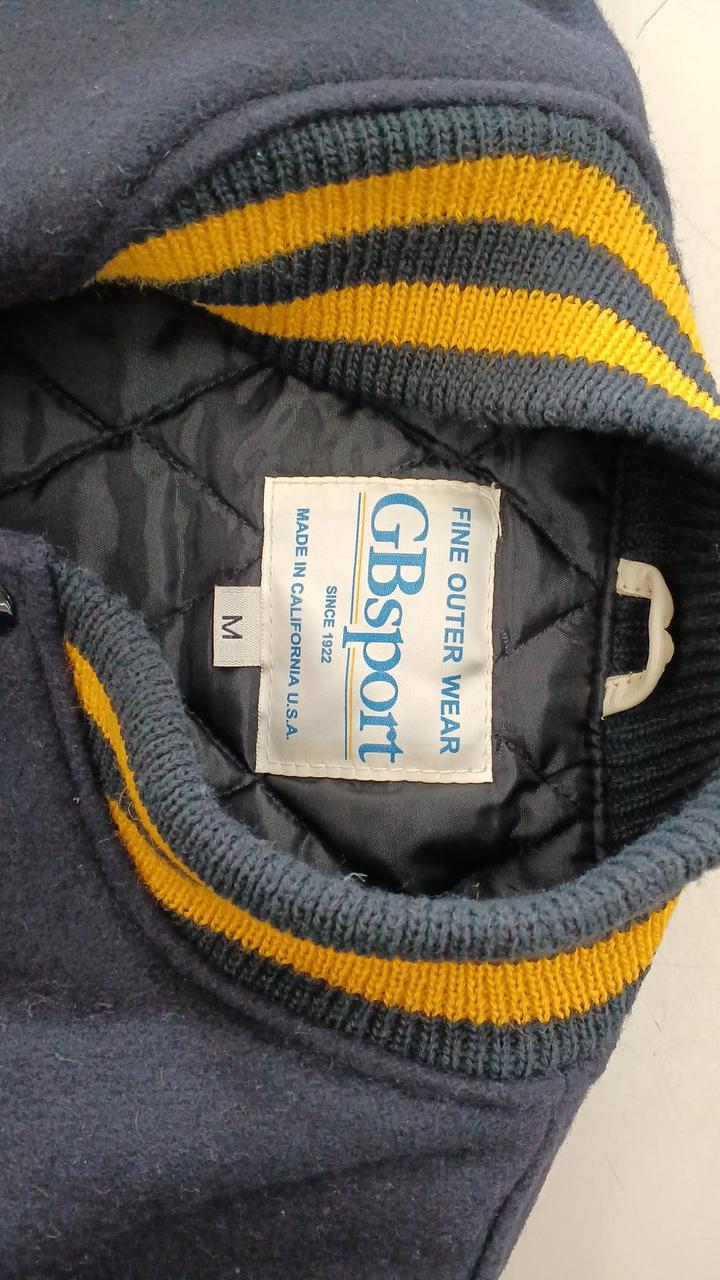 FINE OUTER WEAR
GBsport
SINCE 1922
MADE IN CALIFORNIA U.S.A.
M